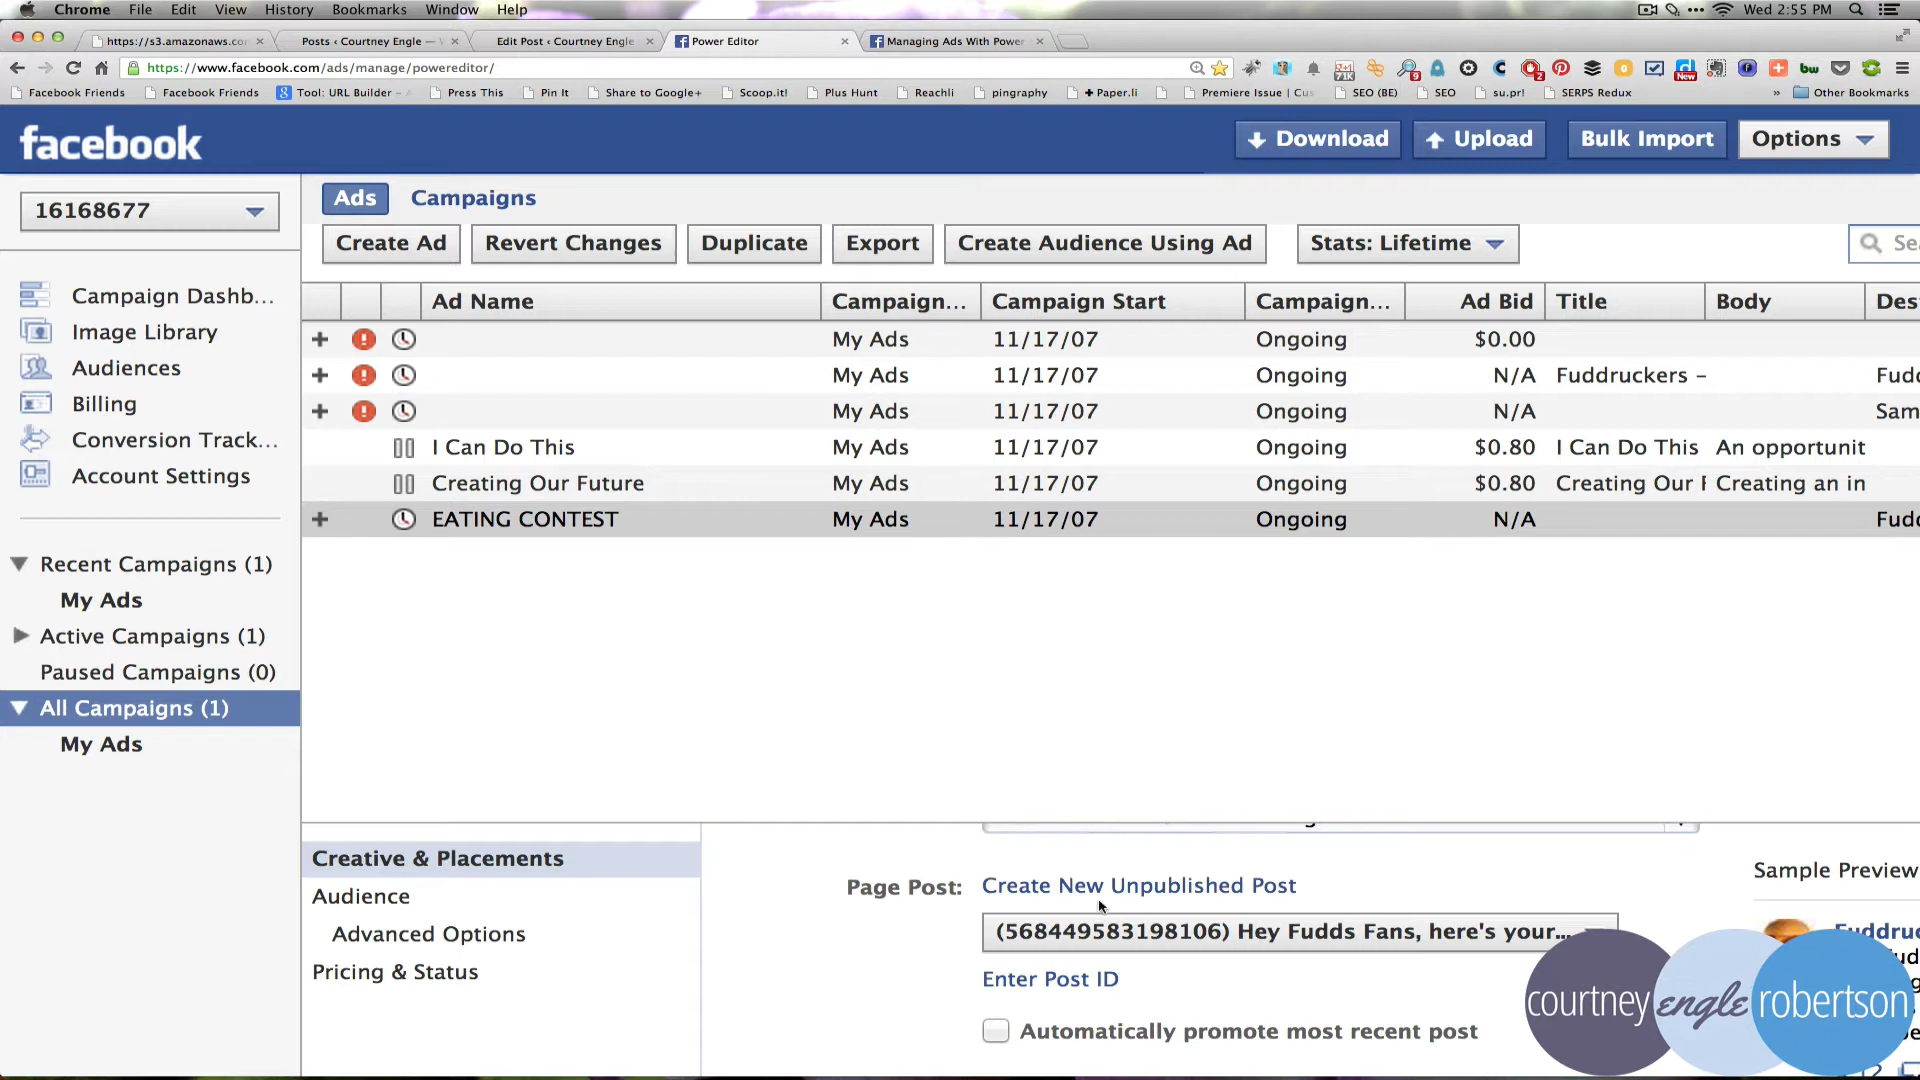 Chrome File Edit View History Bookmarks Window Help Wed 2:55 PM
https://s3.amazonaws.co Posts ‹ Courtney Engle — Edit Post ‹ Courtney Engle Power Editor Managing Ads With Power
https://www.facebook.com/ads/manage/powereditor/
Facebook Friends Facebook Friends Tool: URL Builder – Press This Pin It Share to Google+ Scoop.it! Plus Hunt Reachli pingraphy + Paper.li Premiere Issue | Cus SEO (BE) SEO su.pr! SERPS Redux » Other Bookmarks
facebook Download Upload Bulk Import Options
16168677 Ads Campaigns
Create Ad Revert Changes Duplicate Export Create Audience Using Ad Stats: Lifetime Sea
Campaign Dashb...
Image Library
Audiences
Billing
Conversion Track...
Account Settings
Recent Campaigns (1)
My Ads
Active Campaigns (1)
Paused Campaigns (0)
All Campaigns (1)
My Ads
Ad Name Campaign... Campaign Start Campaign... Ad Bid Title Body Des
My Ads 11/17/07 Ongoing $0.00
My Ads 11/17/07 Ongoing N/A Fuddruckers – Fudd
My Ads 11/17/07 Ongoing N/A Sam
I Can Do This My Ads 11/17/07 Ongoing $0.80 I Can Do This An opportunit
Creating Our Future My Ads 11/17/07 Ongoing $0.80 Creating Our F Creating an in
EATING CONTEST My Ads 11/17/07 Ongoing N/A Fudd
Creative & Placements
Audience
Advanced Options
Pricing & Status
Page Post: Create New Unpublished Post
(568449583198106) Hey Fudds Fans, here's your...
Enter Post ID
Automatically promote most recent post
Sample Preview
Fuddruc
courtney engle robertson